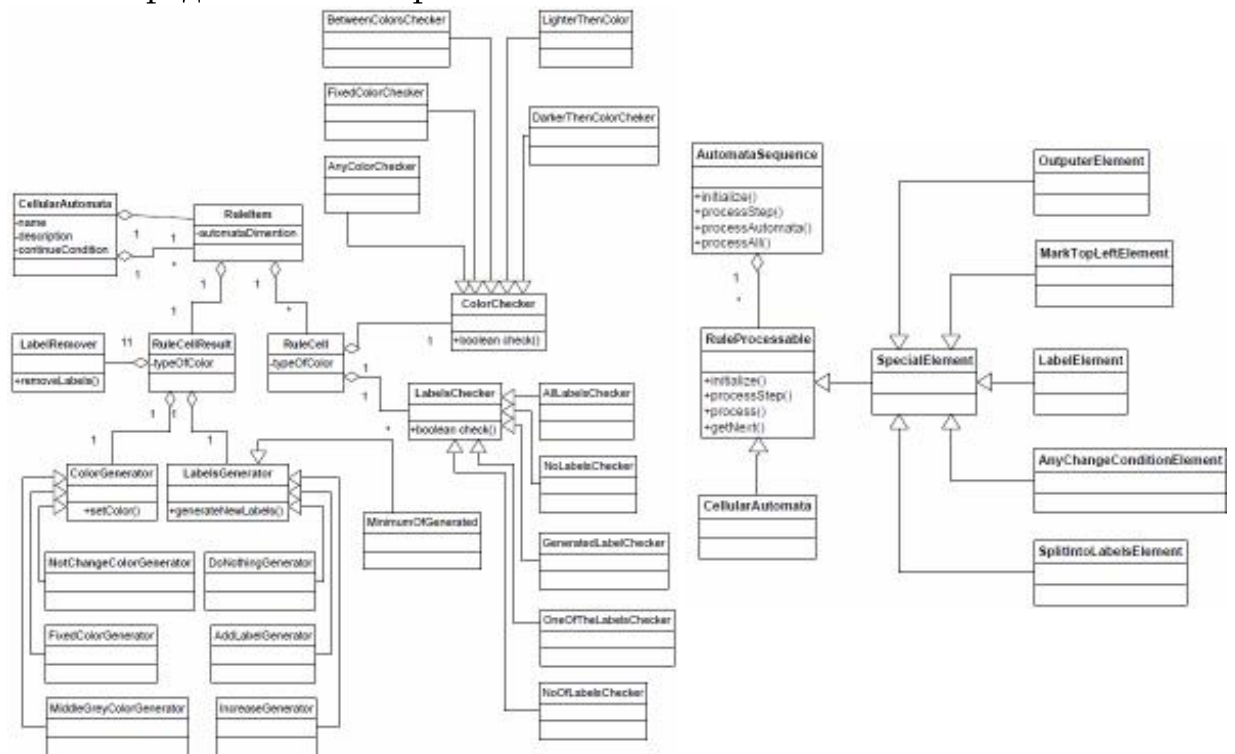 BetweenColorsChecker
LighterThenColor
FixedColorChecker
DarkerThenColorCheker
AnyColorChecker
CellularAutomata
-name
-description
-continueCondition
1
1
*
1
RuleItem
-automataDimention
1
1
1
*
ColorChecker
+boolean check()
1
LabelRemover
+removeLabels()
11
RuleCellResult
-typeOfColor
RuleCell
-typeOfColor
1
1
*
LabelsChecker
+boolean check()
AllLabelsChecker
1
1
1
1
ColorGenerator
+setColor()
LabelsGenerator
+generateNewLabels()
NoLabelsChecker
MinimumOfGenerated
GeneratedLabelChecker
NotChangeColorGenerator
DoNothingGenerator
OneOfTheLabelsChecker
FixedColorGenerator
AddLabelGenerator
NoOfLabelsChecker
MiddleGreyColorGenerator
IncreaseGenerator
AutomataSequence
+initialize()
+processStep()
+processAutomata()
+processAll()
1
*
RuleProcessable
+initialize()
+processStep()
+process()
+getNext()
CellularAutomata
SpecialElement
OutputerElement
MarkTopLeftElement
LabelElement
AnyChangeConditionElement
SplitIntoLabelsElement